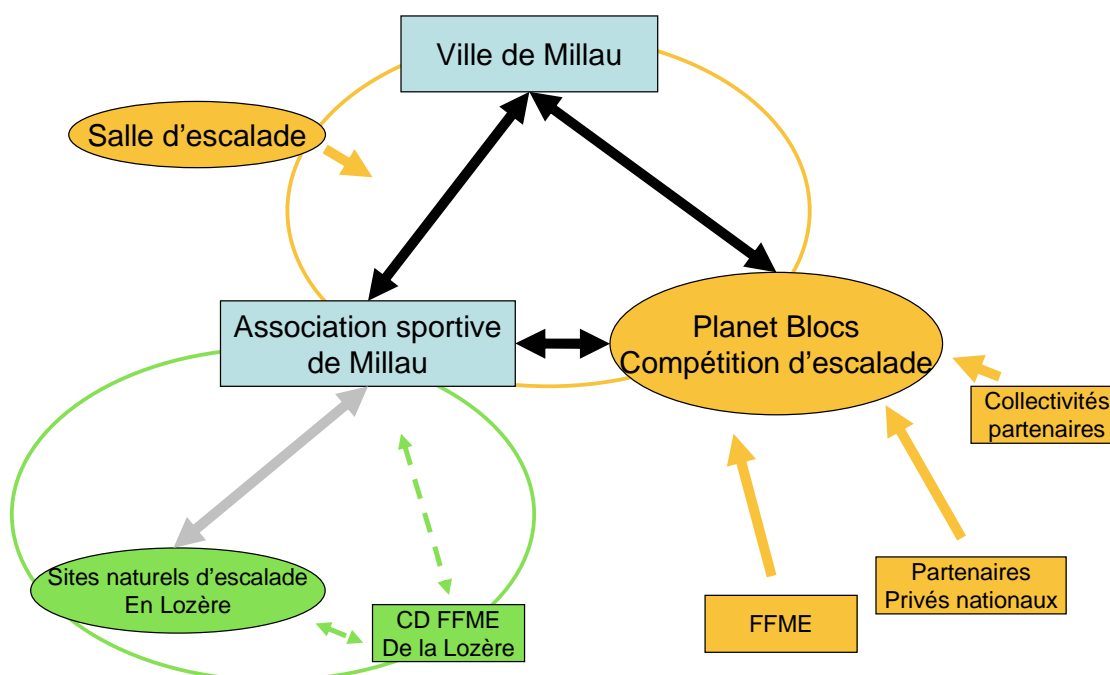 Ville de Millau
Salle d'escalade
Association sportive
de Millau
Planet Blocs
Compétition d'escalade
Collectivités
partenaires
Sites naturels d'escalade
En Lozère
CD FFME
De la Lozère
FFME
Partenaires
Privés nationaux